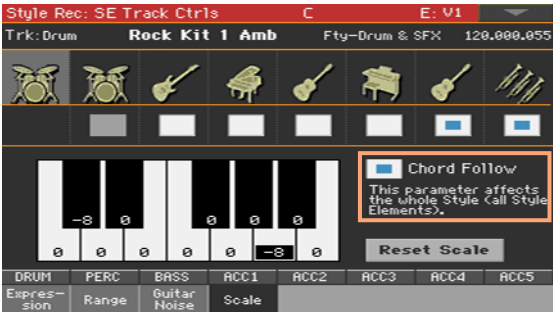 Style Rec: SE Track Ctrls C E: V1
Trk: Drum Rock Kit 1 Amb Fty-Drum & SFX 120.000.055
Chord Follow
This parameter affects
the whole Style (all Style
Elements).
-8 0 0 0 0
0 0 0 0 0 -8 0
Reset Scale
DRUM PERC BASS ACC1 ACC2 ACC3 ACC4 ACC5
Expres-
sion
Range
Guitar
Noise
Scale